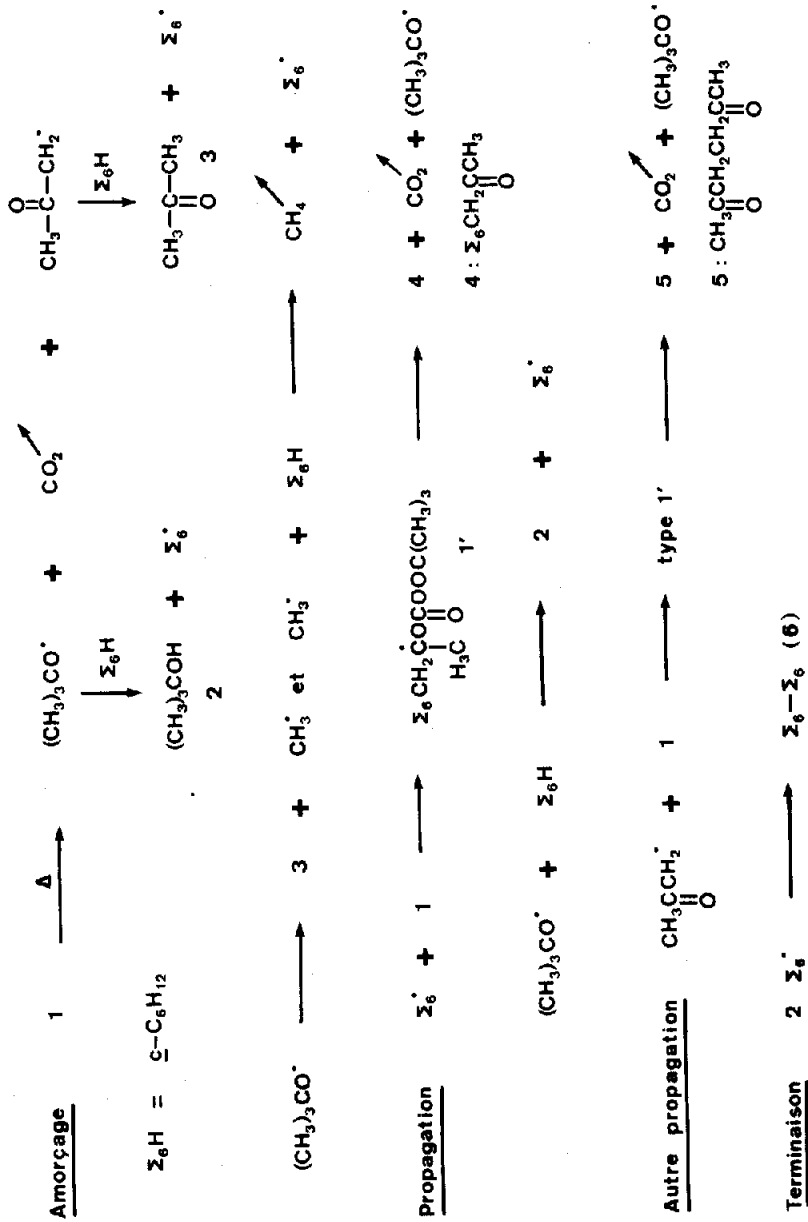 Amorçage 1 Δ (CH₃)₃CO˙ + CO₂ + CH₃−C−CH₂˙
O
Σ₆H Σ₆H
Σ₆H = c−C₆H₁₂ (CH₃)₃COH + Σ₆˙ CH₃−C−CH₃ + Σ₆˙
2 O 3
(CH₃)₃CO˙ 3 + CH₃˙ et CH₃˙ + Σ₆H CH₄ + Σ₆˙
Propagation Σ₆˙ + 1 Σ₆CH₂ĊOCOOC(CH₃)₃ 4 + CO₂ + (CH₃)₃CO˙
H₃C O
1′ 4 : Σ₆CH₂CCH₃
O
(CH₃)₃CO˙ + Σ₆H 2 + Σ₆˙
Autre propagation CH₃CCH₂˙ + 1 type 1′ 5 + CO₂ + (CH₃)₃CO˙
O
5 : CH₃CCH₂CH₂CCH₃
O O
Terminaison 2 Σ₆˙ Σ₆−Σ₆ (6)